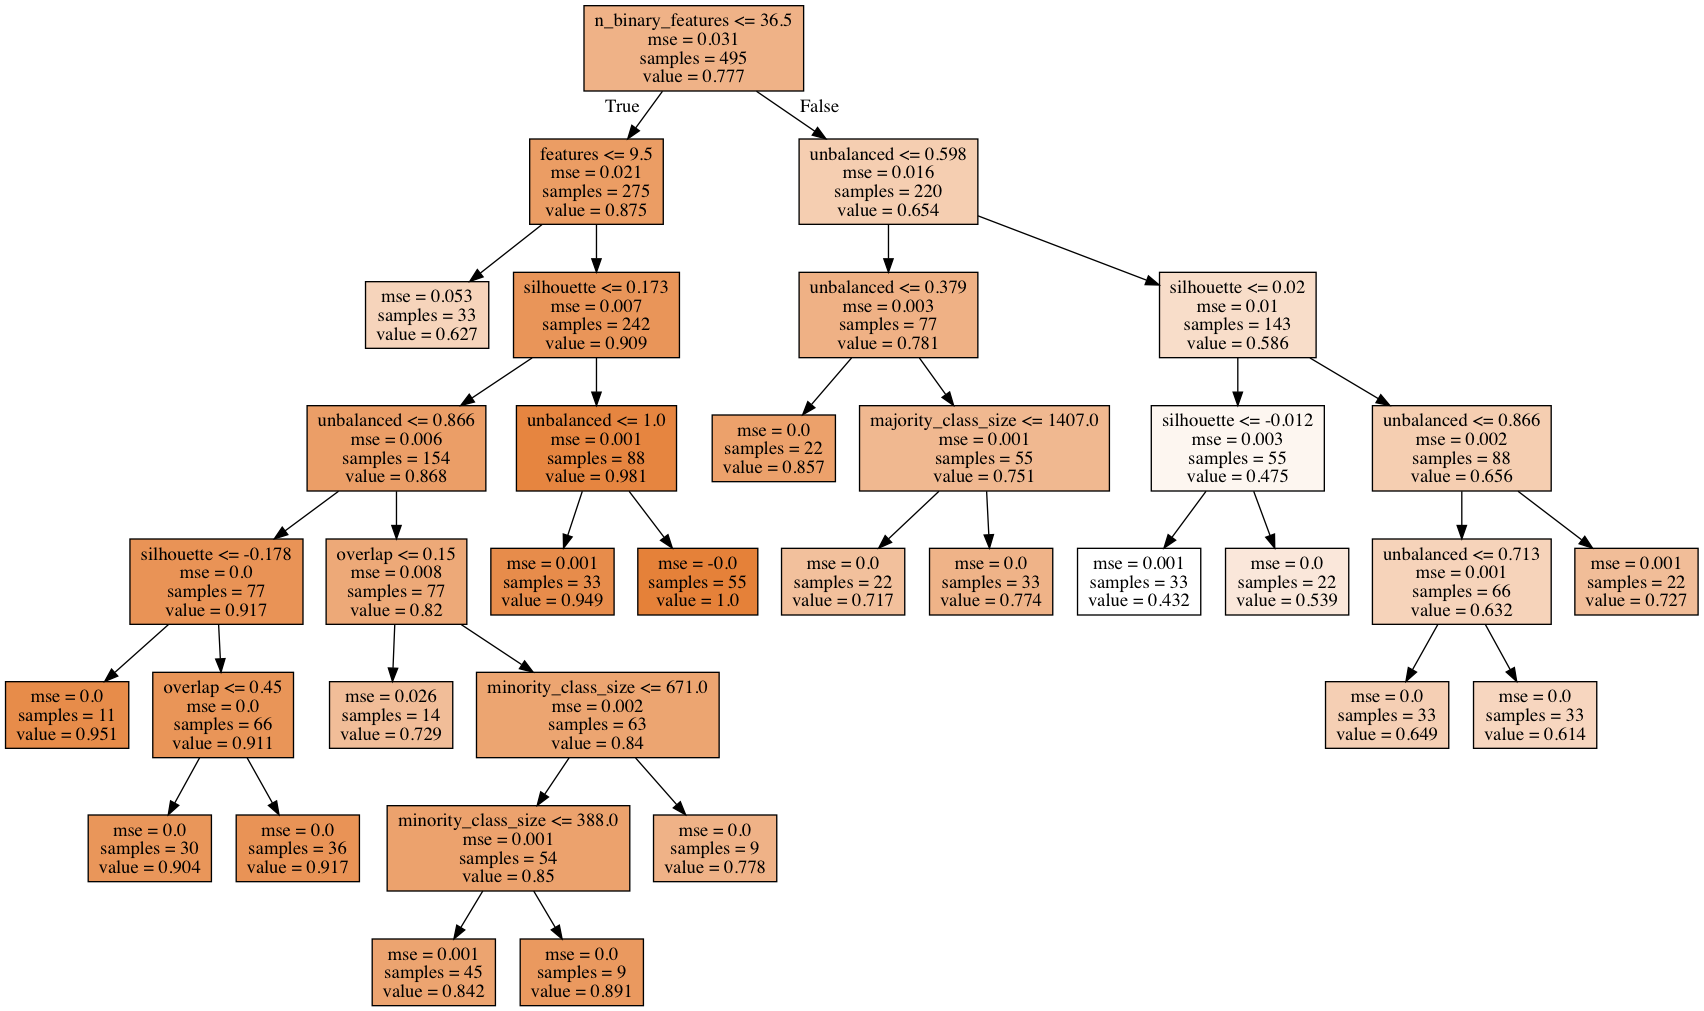 n_binary_features <= 36.5
mse = 0.031
samples = 495
value = 0.777
True
False
features <= 9.5
mse = 0.021
samples = 275
value = 0.875
unbalanced <= 0.598
mse = 0.016
samples = 220
value = 0.654
mse = 0.053
samples = 33
value = 0.627
silhouette <= 0.173
mse = 0.007
samples = 242
value = 0.909
unbalanced <= 0.379
mse = 0.003
samples = 77
value = 0.781
silhouette <= 0.02
mse = 0.01
samples = 143
value = 0.586
unbalanced <= 0.866
mse = 0.006
samples = 154
value = 0.868
unbalanced <= 1.0
mse = 0.001
samples = 88
value = 0.981
mse = 0.0
samples = 22
value = 0.857
majority_class_size <= 1407.0
mse = 0.001
samples = 55
value = 0.751
silhouette <= -0.012
mse = 0.003
samples = 55
value = 0.475
unbalanced <= 0.866
mse = 0.002
samples = 88
value = 0.656
silhouette <= -0.178
mse = 0.0
samples = 77
value = 0.917
overlap <= 0.15
mse = 0.008
samples = 77
value = 0.82
mse = 0.001
samples = 33
value = 0.949
mse = -0.0
samples = 55
value = 1.0
mse = 0.0
samples = 22
value = 0.717
mse = 0.0
samples = 33
value = 0.774
mse = 0.001
samples = 33
value = 0.432
mse = 0.0
samples = 22
value = 0.539
unbalanced <= 0.713
mse = 0.001
samples = 66
value = 0.632
mse = 0.001
samples = 22
value = 0.727
mse = 0.0
samples = 11
value = 0.951
overlap <= 0.45
mse = 0.0
samples = 66
value = 0.911
mse = 0.026
samples = 14
value = 0.729
minority_class_size <= 671.0
mse = 0.002
samples = 63
value = 0.84
mse = 0.0
samples = 33
value = 0.649
mse = 0.0
samples = 33
value = 0.614
mse = 0.0
samples = 30
value = 0.904
mse = 0.0
samples = 36
value = 0.917
minority_class_size <= 388.0
mse = 0.001
samples = 54
value = 0.85
mse = 0.0
samples = 9
value = 0.778
mse = 0.001
samples = 45
value = 0.842
mse = 0.0
samples = 9
value = 0.891